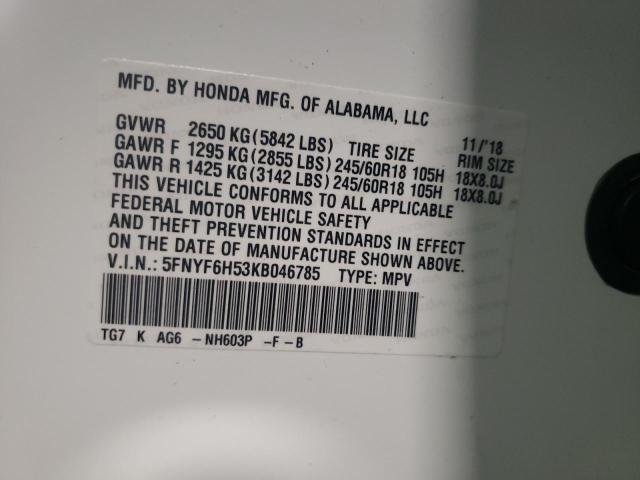 MFD. BY HONDA MFG. OF ALABAMA, LLC
GVWR 2650 KG (5842 LBS) TIRE SIZE 11/'18 RIM SIZE
GAWR F 1295 KG (2855 LBS) 245/60R18 105H 18X8.0J
GAWR R 1425 KG (3142 LBS) 245/60R18 105H 18X8.0J
THIS VEHICLE CONFORMS TO ALL APPLICABLE
FEDERAL MOTOR VEHICLE SAFETY
AND THEFT PREVENTION STANDARDS IN EFFECT
ON THE DATE OF MANUFACTURE SHOWN ABOVE.
V.I.N.: 5FNYF6H53KB046785 TYPE: MPV
TG7 K AG6 - NH603P - F - B